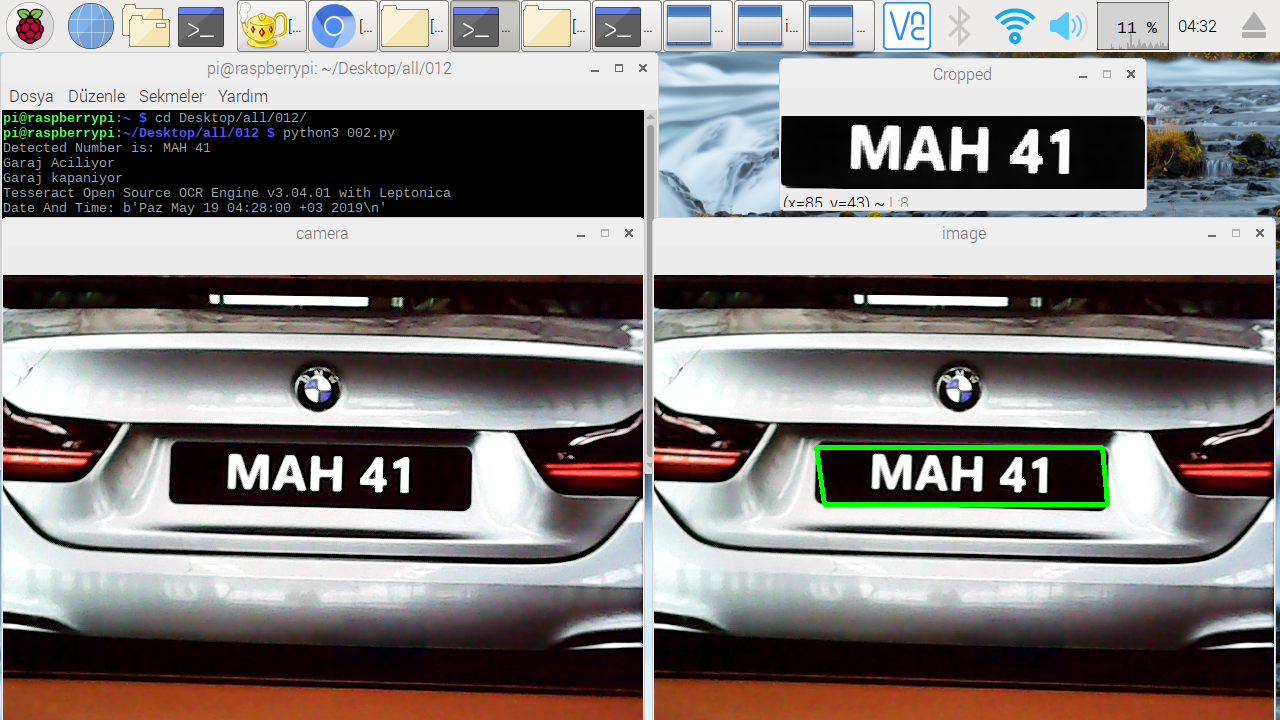 [...
[...
[...
...
[...
...
...
i...
...
11 %
04:32
pi@raspberrypi: ~/Desktop/all/012
Dosya Düzenle Sekmeler Yardım
pi@raspberrypi:~ $ cd Desktop/all/012/
pi@raspberrypi:~/Desktop/all/012 $ python3 002.py
Detected Number is: MAH 41
Garaj Aciliyor
Garaj kapaniyor
Tesseract Open Source OCR Engine v3.04.01 with Leptonica
Date And Time: b'Paz May 19 04:28:00 +03 2019\n'
Cropped
MAH 41
(x=85, y=43) ~ L:8
camera
BMW
MAH 41
image
BMW
MAH 41